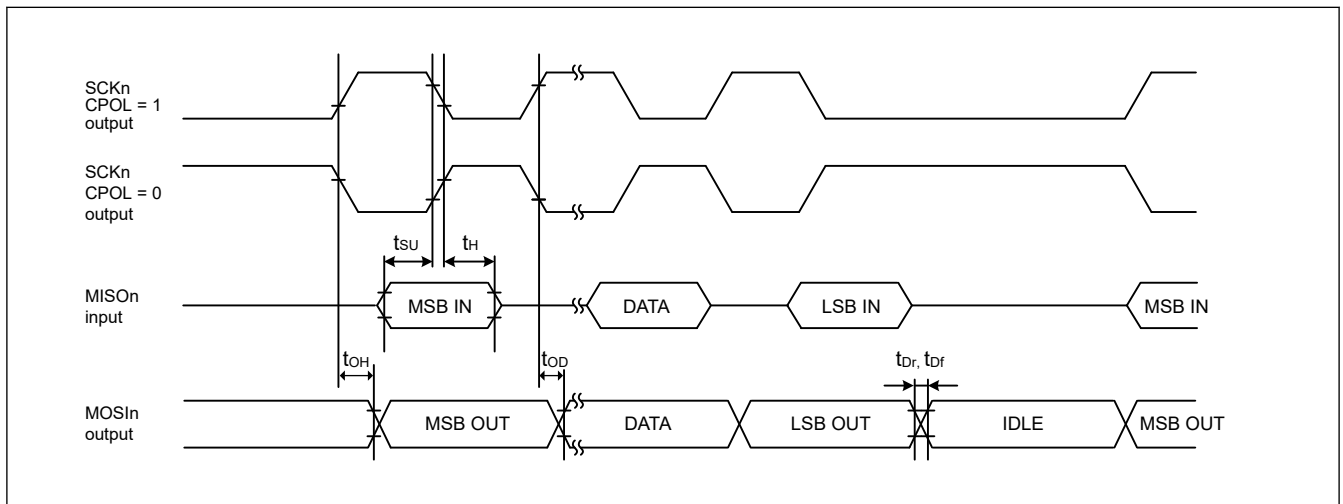 SCKn
CPOL = 1
output
SCKn
CPOL = 0
output
tSU
tH
MISOn
input
MSB IN
DATA
LSB IN
MSB IN
tOH
tOD
tDr, tDf
MOSIn
output
MSB OUT
DATA
LSB OUT
IDLE
MSB OUT